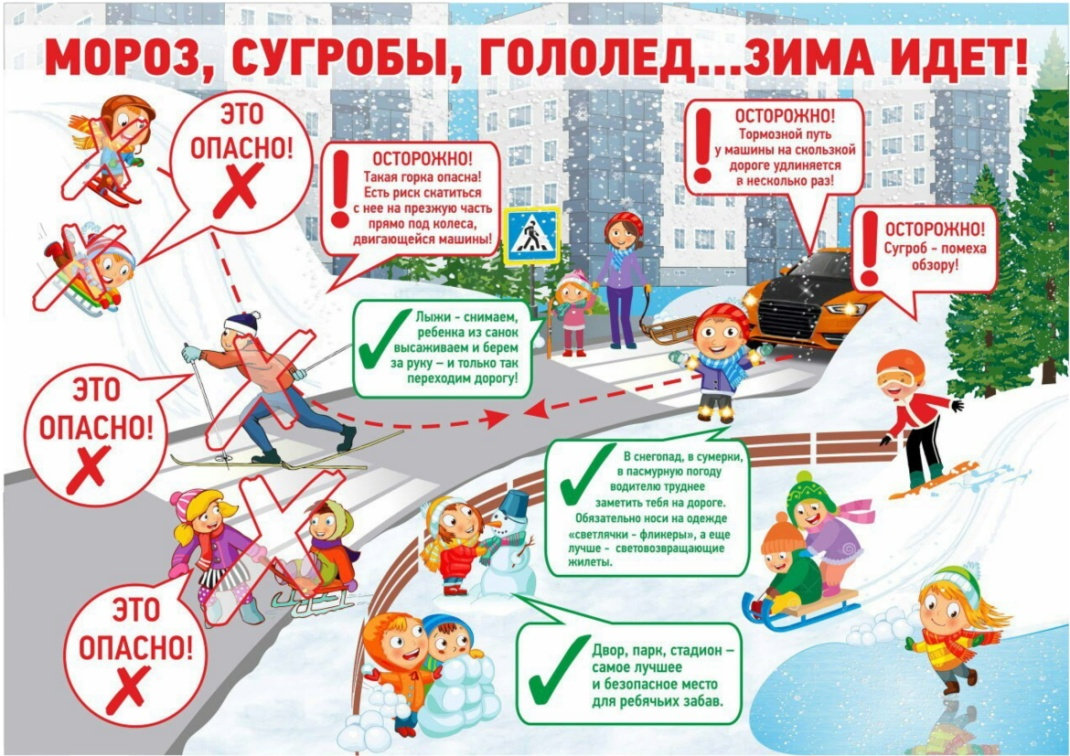 МОРОЗ, СУГРОБЫ, ГОЛОЛЕД...ЗИМА ИДЕТ!
ЭТО
ОПАСНО!
ОСТОРОЖНО!
Такая горка опасна!
Есть риск скатиться
с нее на презжую часть
прямо под колеса,
двигающейся машины!
ОСТОРОЖНО!
Тормозной путь
у машины на скользкой
дороге удлиняется
в несколько раз!
ОСТОРОЖНО!
Сугроб - помеха
обзору!
Лыжи - снимаем,
ребенка из санок
высаживаем и берем
за руку – и только так
переходим дорогу!
ЭТО
ОПАСНО!
В снегопад, в сумерки,
в пасмурную погоду
водителю труднее
заметить тебя на дороге.
Обязательно носи на одежде
«светлячки - фликеры», а еще
лучше - световозвращающие
жилеты.
ЭТО
ОПАСНО!
Двор, парк, стадион –
самое лучшее
и безопасное место
для ребячьих забав.